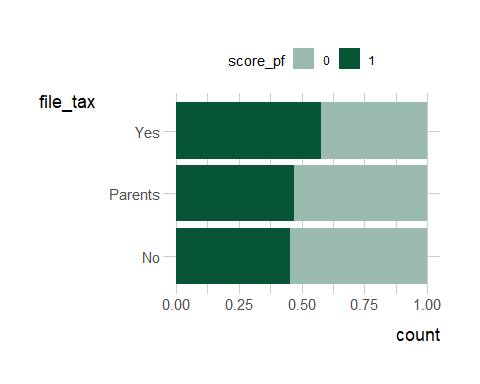 score_pf 0 1
file_tax
Yes
Parents
No
0.00 0.25 0.50 0.75 1.00
count